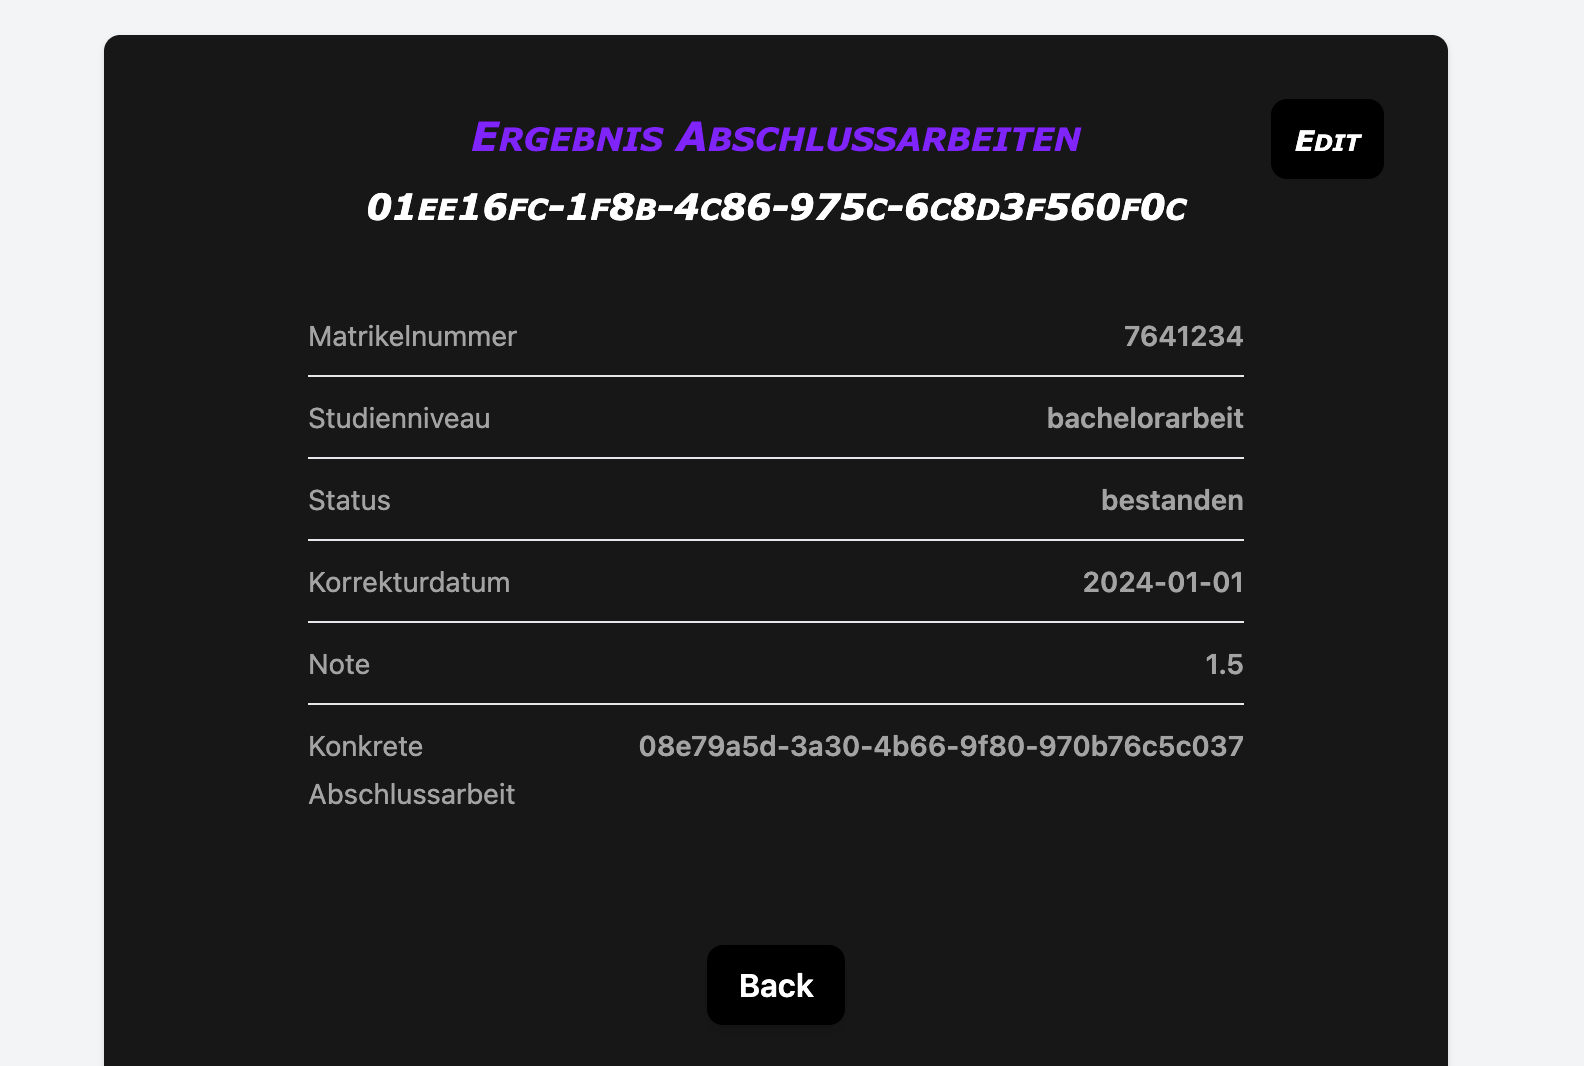 Ergebnis Abschlussarbeiten
Edit
01ee16fc-1f8b-4c86-975c-6c8d3f560f0c
Matrikelnummer 7641234
Studienniveau bachelorarbeit
Status bestanden
Korrekturdatum 2024-01-01
Note 1.5
Konkrete 08e79a5d-3a30-4b66-9f80-970b76c5c037
Abschlussarbeit
Back